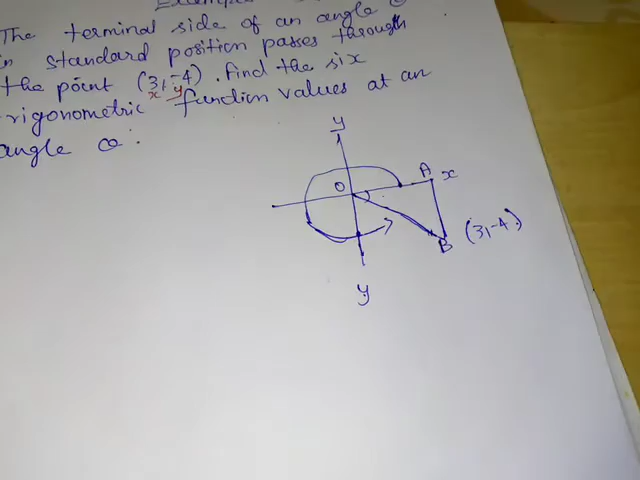 Example
The terminal side of an angle Θ
in standard position passes through
the point (3,-4). Find the six
x y
trigonometric function values at an
angle Θ:
y
O A x
B (3,-4)
y